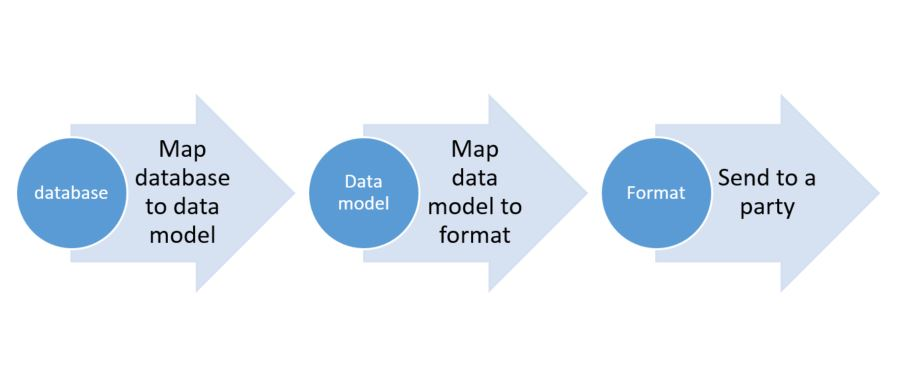 database
Map
database
to data
model
Data
model
Map
data
model to
format
Format
Send to a
party